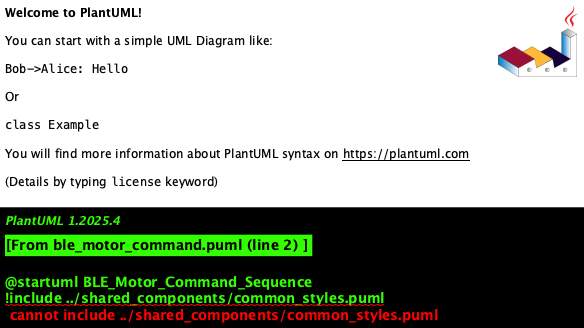 Welcome to PlantUML!
You can start with a simple UML Diagram like:
Bob->Alice: Hello
Or
class Example
You will find more information about PlantUML syntax on https://plantuml.com
(Details by typing license keyword)
PlantUML 1.2025.4
[From ble_motor_command.puml (line 2) ]
@startuml BLE_Motor_Command_Sequence
!include ../shared_components/common_styles.puml
cannot include ../shared_components/common_styles.puml